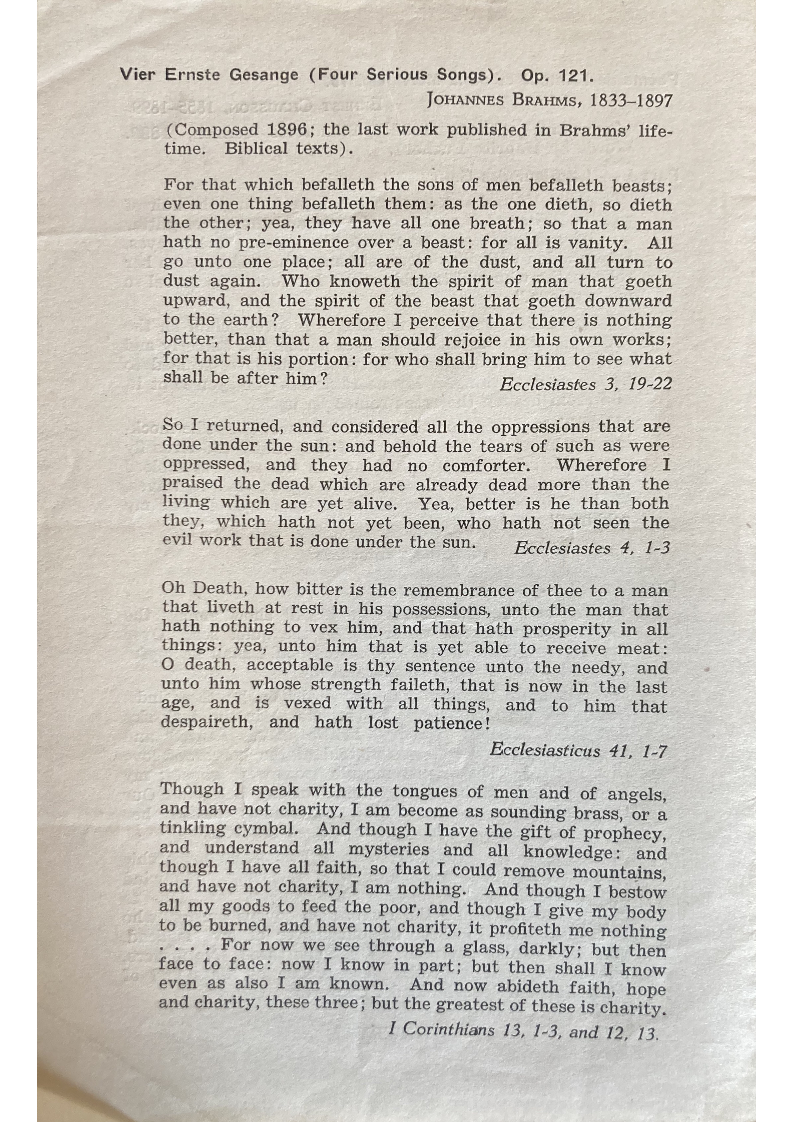 Vier Ernste Gesange (Four Serious Songs). Op. 121.
Johannes Brahms, 1833–1897
(Composed 1896; the last work published in Brahms' life-
time. Biblical texts).
For that which befalleth the sons of men befalleth beasts;
even one thing befalleth them: as the one dieth, so dieth
the other; yea, they have all one breath; so that a man
hath no pre-eminence over a beast: for all is vanity. All
go unto one place; all are of the dust, and all turn to
dust again. Who knoweth the spirit of man that goeth
upward, and the spirit of the beast that goeth downward
to the earth? Wherefore I perceive that there is nothing
better, than that a man should rejoice in his own works;
for that is his portion: for who shall bring him to see what
shall be after him? Ecclesiastes 3, 19-22
So I returned, and considered all the oppressions that are
done under the sun: and behold the tears of such as were
oppressed, and they had no comforter. Wherefore I
praised the dead which are already dead more than the
living which are yet alive. Yea, better is he than both
they, which hath not yet been, who hath not seen the
evil work that is done under the sun. Ecclesiastes 4, 1-3
Oh Death, how bitter is the remembrance of thee to a man
that liveth at rest in his possessions, unto the man that
hath nothing to vex him, and that hath prosperity in all
things: yea, unto him that is yet able to receive meat:
O death, acceptable is thy sentence unto the needy, and
unto him whose strength faileth, that is now in the last
age, and is vexed with all things, and to him that
despaireth, and hath lost patience!
Ecclesiasticus 41, 1-7
Though I speak with the tongues of men and of angels,
and have not charity, I am become as sounding brass, or a
tinkling cymbal. And though I have the gift of prophecy,
and understand all mysteries and all knowledge: and
though I have all faith, so that I could remove mountains,
and have not charity, I am nothing. And though I bestow
all my goods to feed the poor, and though I give my body
to be burned, and have not charity, it profiteth me nothing
. . . . For now we see through a glass, darkly; but then
face to face: now I know in part; but then shall I know
even as also I am known. And now abideth faith, hope
and charity, these three; but the greatest of these is charity.
I Corinthians 13, 1-3, and 12, 13.